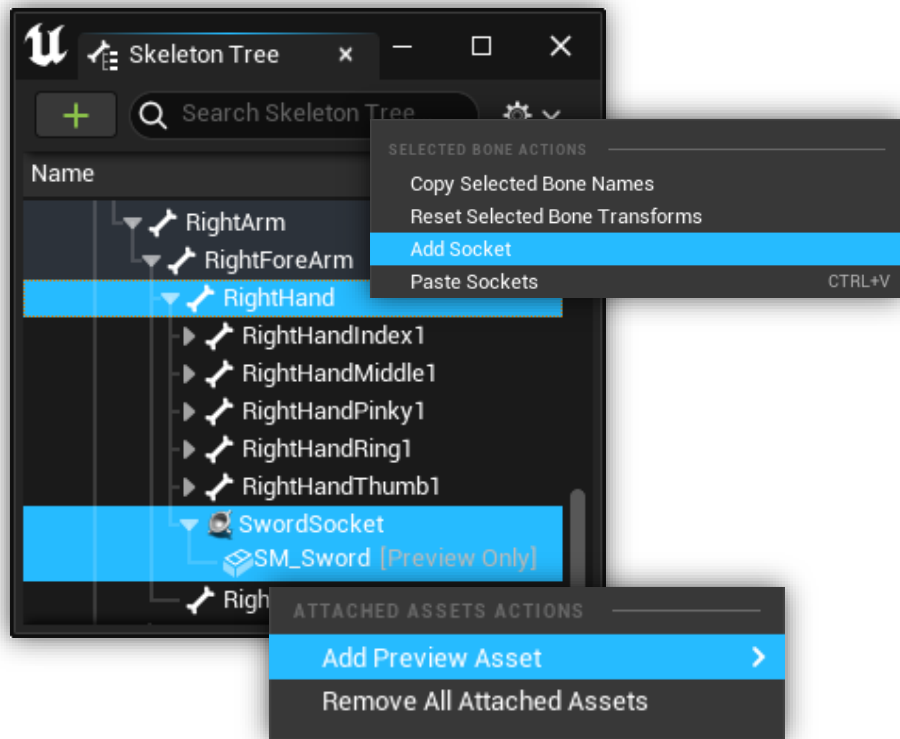 Skeleton Tree
Search Skeleton Tree
SELECTED BONE ACTIONS
Name
Copy Selected Bone Names
Reset Selected Bone Transforms
Add Socket
Paste Sockets CTRL+V
RightArm
RightForeArm
RightHand
RightHandIndex1
RightHandMiddle1
RightHandPinky1
RightHandRing1
RightHandThumb1
SwordSocket
SM_Sword [Preview Only]
Righ
ATTACHED ASSETS ACTIONS
Add Preview Asset
Remove All Attached Assets